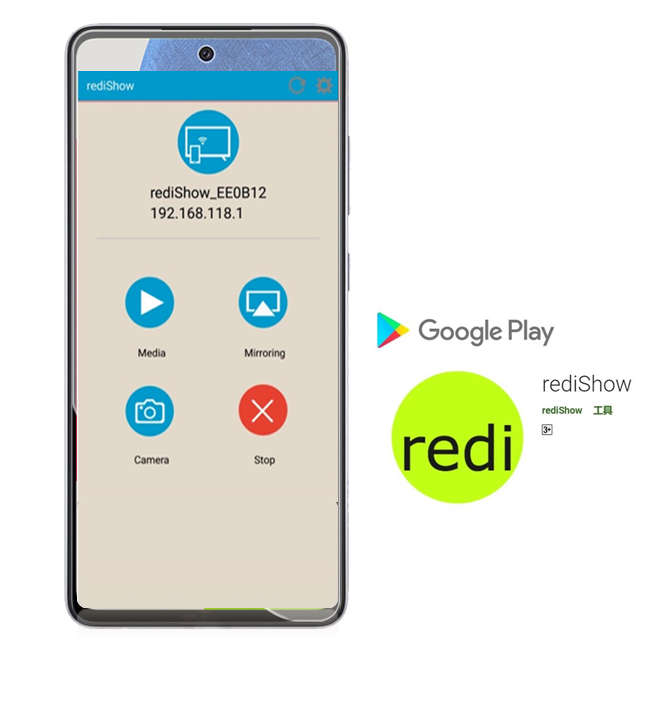 rediShow
rediShow_EE0B12
192.168.118.1
Media
Mirroring
Camera
Stop
Google Play
redi
rediShow
rediShow 工具
3+